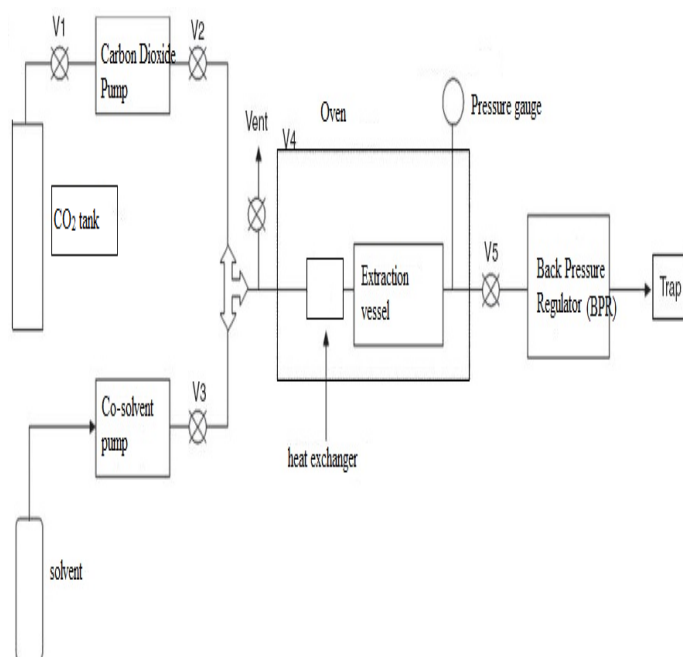 V1
V2
Carbon Dioxide
Pump
CO₂ tank
Vent
V4
Oven
Pressure gauge
Extraction
vessel
V5
Back Pressure
Regulator (BPR)
Trap
Co-solvent
pump
V3
heat exchanger
solvent